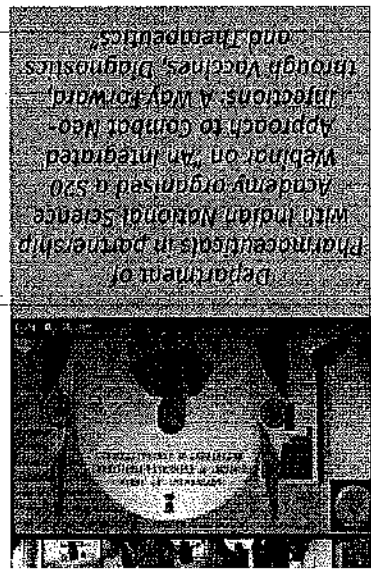 Department of
Pharmaceuticals in partnership
with Indian National Science
Academy organised a S20
Webinar on "An Integrated
Approach to Combat Neo-
Infections: A Way Forward,
through Vaccines, Diagnostics
and Therapeutics"